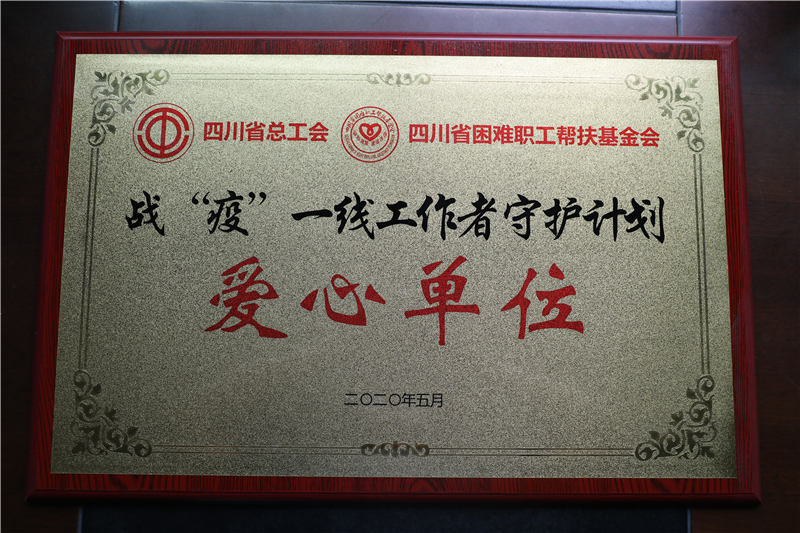 四川省总工会 四川省困难职工帮扶基金会
战“疫”一线工作者守护计划
爱心单位
二〇二〇年五月